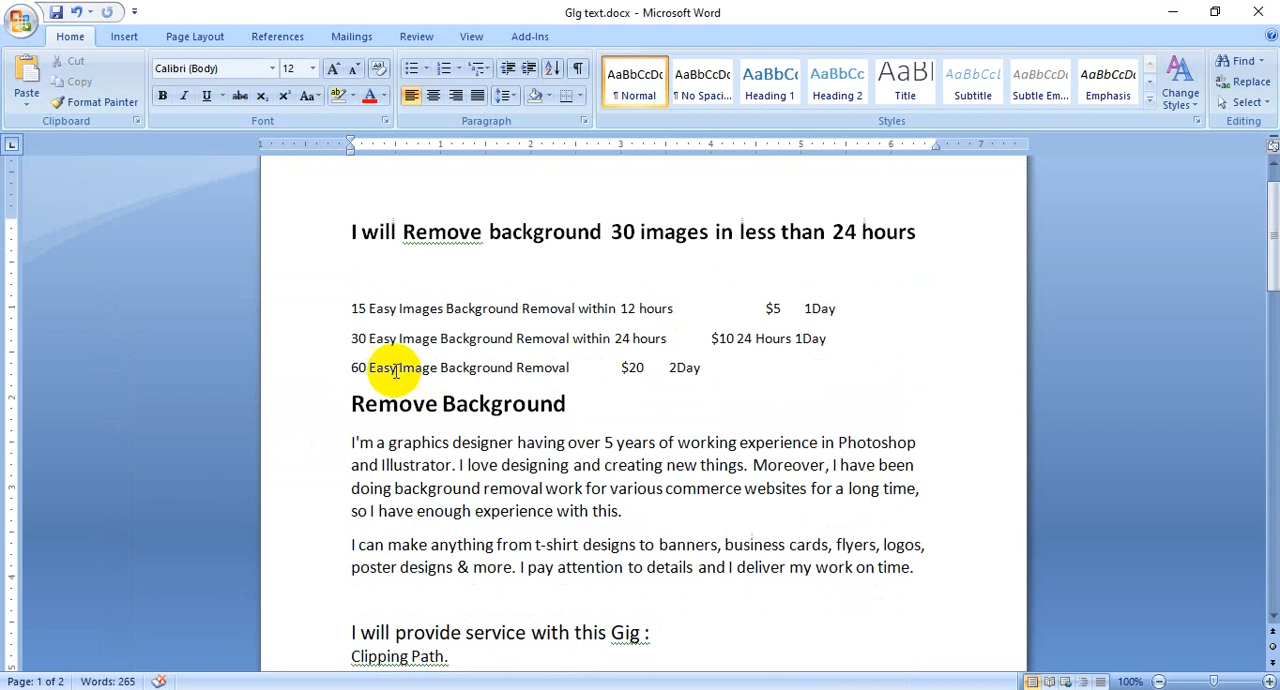 GIg text.docx - Microsoft Word
Home Insert Page Layout References Mailings Review View Add-Ins
Paste
Cut
Copy
Format Painter
Clipboard
Calibri (Body) 12
Font
Paragraph
AaBbCcDc AaBbCcDc AaBbCc AaBbCc AaBl AaBbCcL AaBbCcDc AaBbCcDc
¶ Normal ¶ No Spaci... Heading 1 Heading 2 Title Subtitle Subtle Em... Emphasis
Change Styles
Styles
Find
Replace
Select
Editing
1 1 2 3 4 5 6 7
I will Remove background 30 images in less than 24 hours
15 Easy Images Background Removal within 12 hours $5 1Day
30 Easy Image Background Removal within 24 hours $10 24 Hours 1Day
60 Easy Image Background Removal $20 2Day
Remove Background
I'm a graphics designer having over 5 years of working experience in Photoshop
and Illustrator. I love designing and creating new things. Moreover, I have been
doing background removal work for various commerce websites for a long time,
so I have enough experience with this.
I can make anything from t-shirt designs to banners, business cards, flyers, logos,
poster designs & more. I pay attention to details and I deliver my work on time.
I will provide service with this Gig :
Clipping Path.
Page: 1 of 2 Words: 265 100%